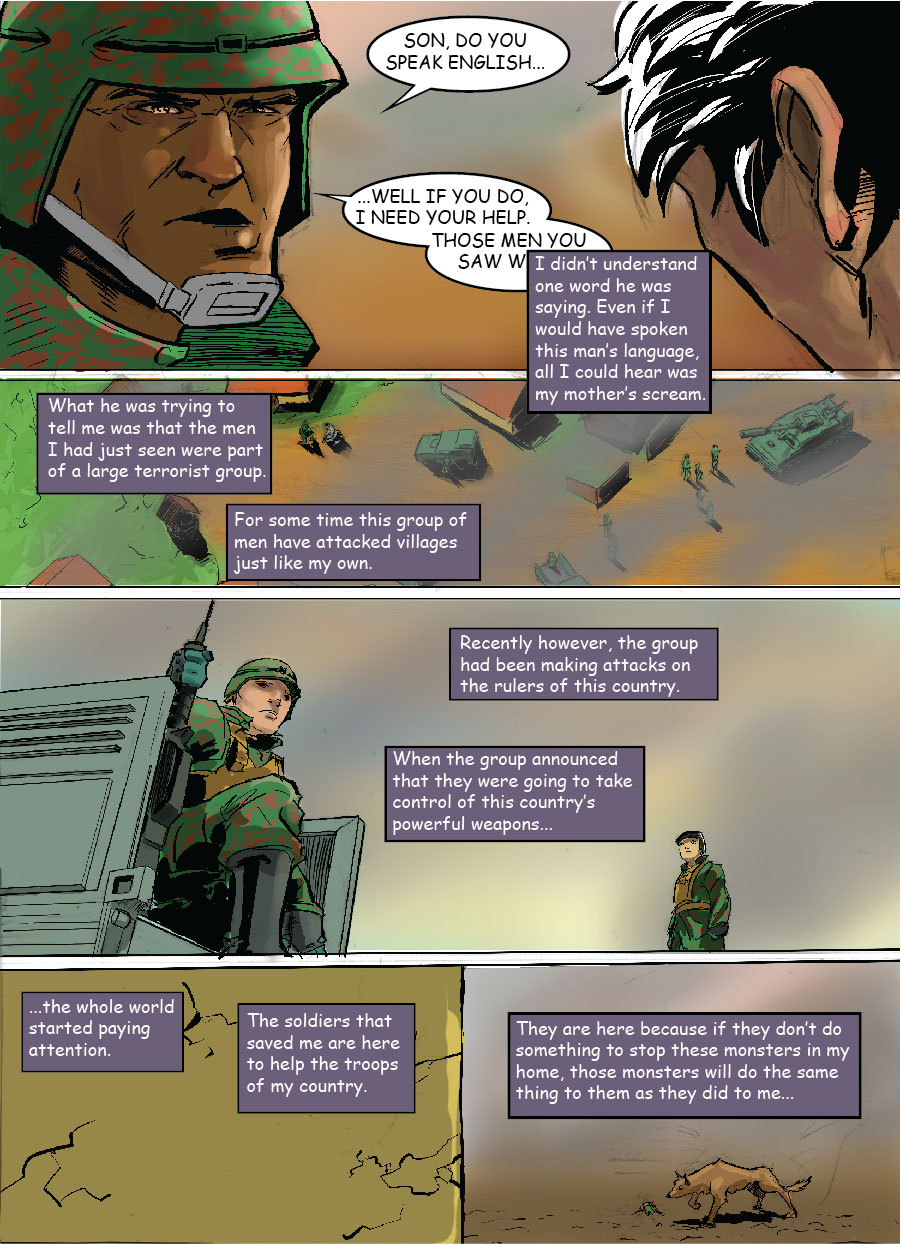 SON, DO YOU
SPEAK ENGLISH...
...WELL IF YOU DO,
I NEED YOUR HELP.
THOSE MEN YOU
SAW
I didn't understand
one word he was
saying. Even if I
would have spoken
this man's language,
all I could hear was
my mother's scream.
What he was trying to
tell me was that the men
I had just seen were part
of a large terrorist group.
For some time this group of
men have attacked villages
just like my own.
Recently however, the group
had been making attacks on
the rulers of this country.
When the group announced
that they were going to take
control of this country's
powerful weapons...
...the whole world
started paying
attention.
The soldiers that
saved me are here
to help the troops
of my country.
They are here because if they don't do
something to stop these monsters in my
home, those monsters will do the same
thing to them as they did to me...